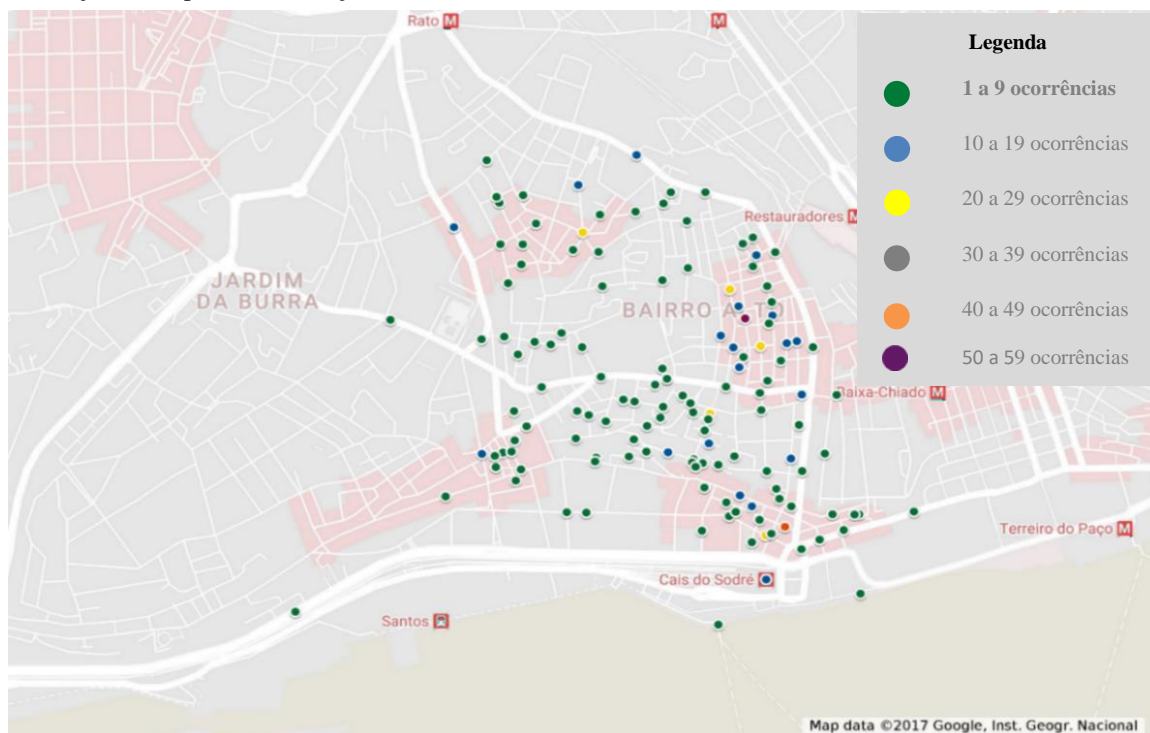 Rato M
M
Legenda
1 a 9 ocorrências
10 a 19 ocorrências
20 a 29 ocorrências
30 a 39 ocorrências
40 a 49 ocorrências
50 a 59 ocorrências
Restauradores M
JARDIM
DA BURRA
BAIRRO ALTO
Baixa-Chiado M
Terreiro do Paço M
Cais do Sodré
Santos
Map data ©2017 Google, Inst. Geogr. Nacional